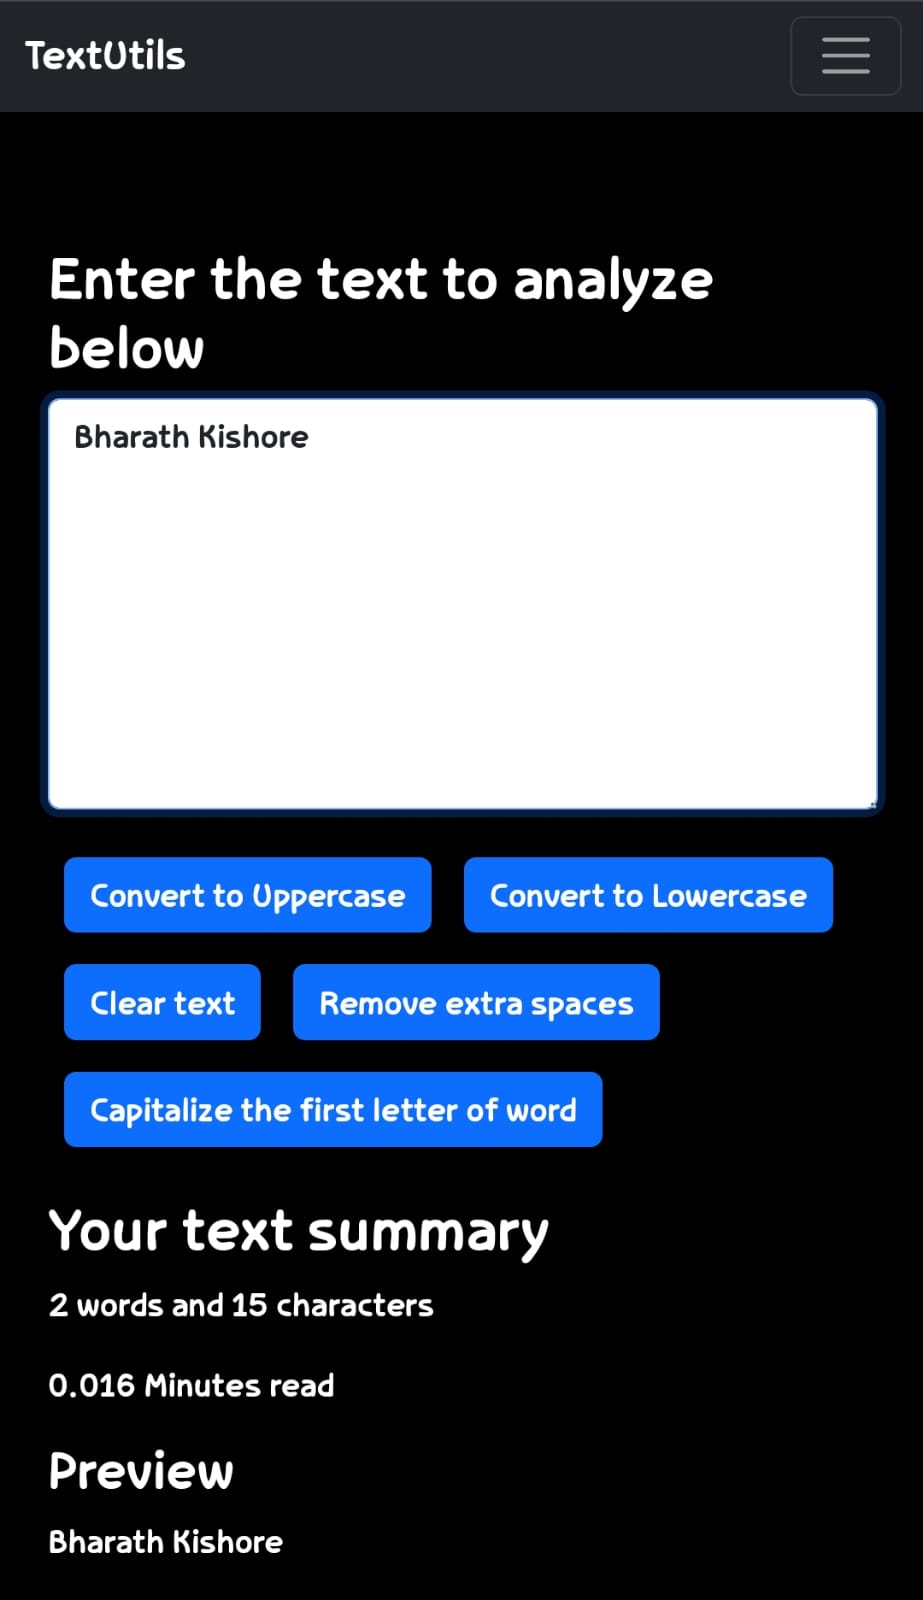 TextUtils
Enter the text to analyze
below
Bharath Kishore
Convert to Uppercase
Convert to Lowercase
Clear text
Remove extra spaces
Capitalize the first letter of word
Your text summary
2 words and 15 characters
0.016 Minutes read
Preview
Bharath Kishore